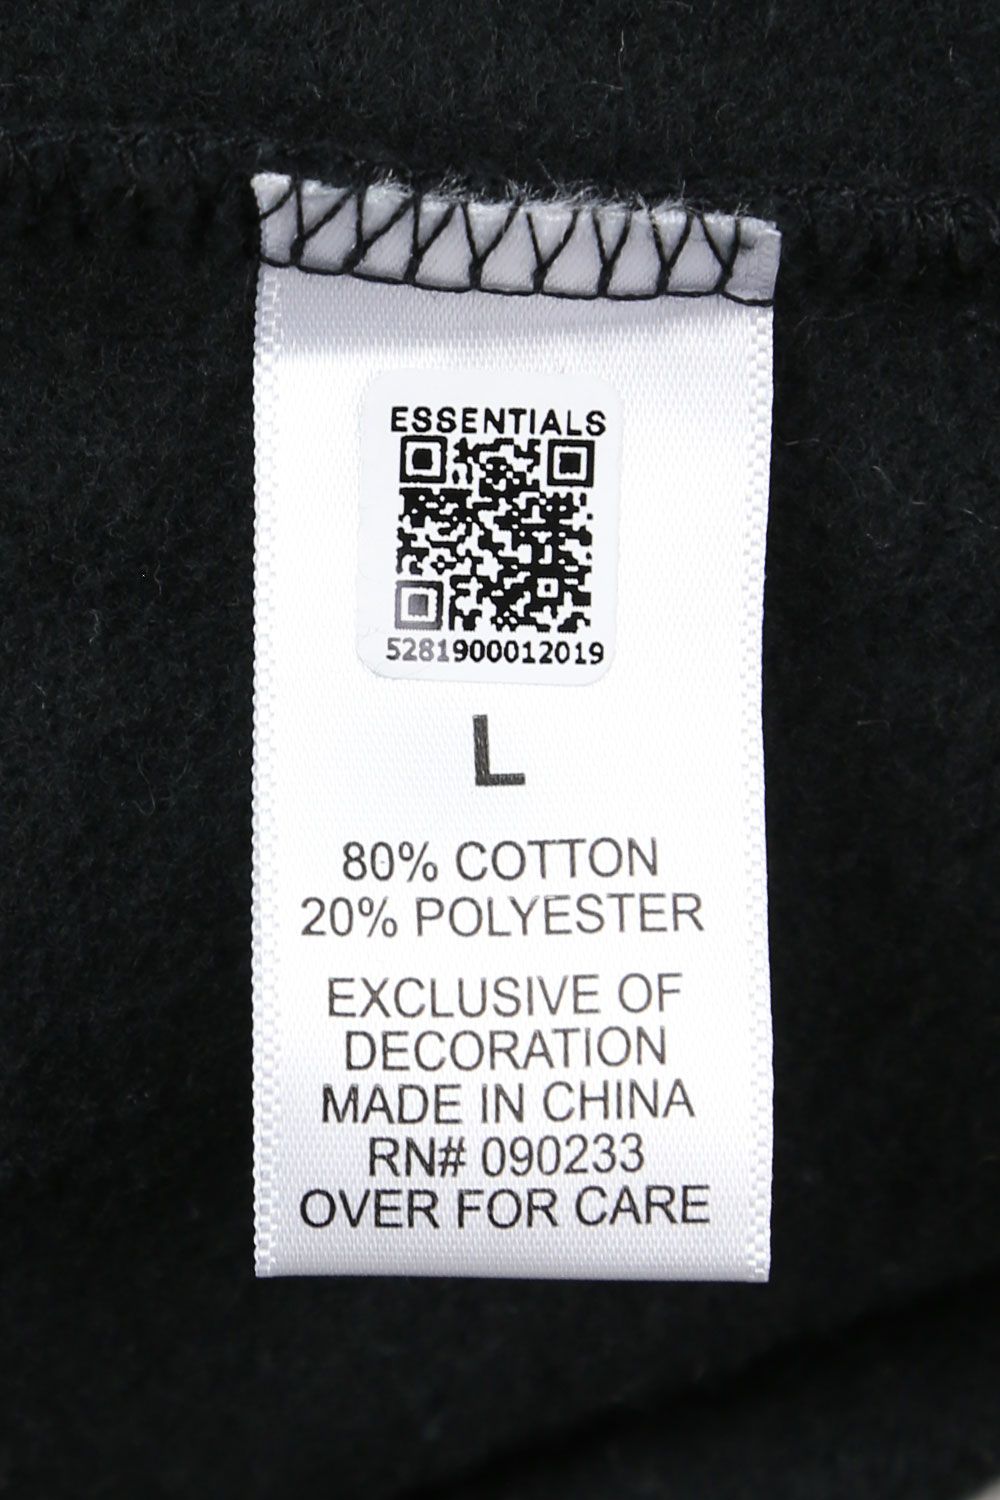 ESSENTIALS
5281900012019
L
80% COTTON
20% POLYESTER
EXCLUSIVE OF
DECORATION
MADE IN CHINA
RN# 090233
OVER FOR CARE